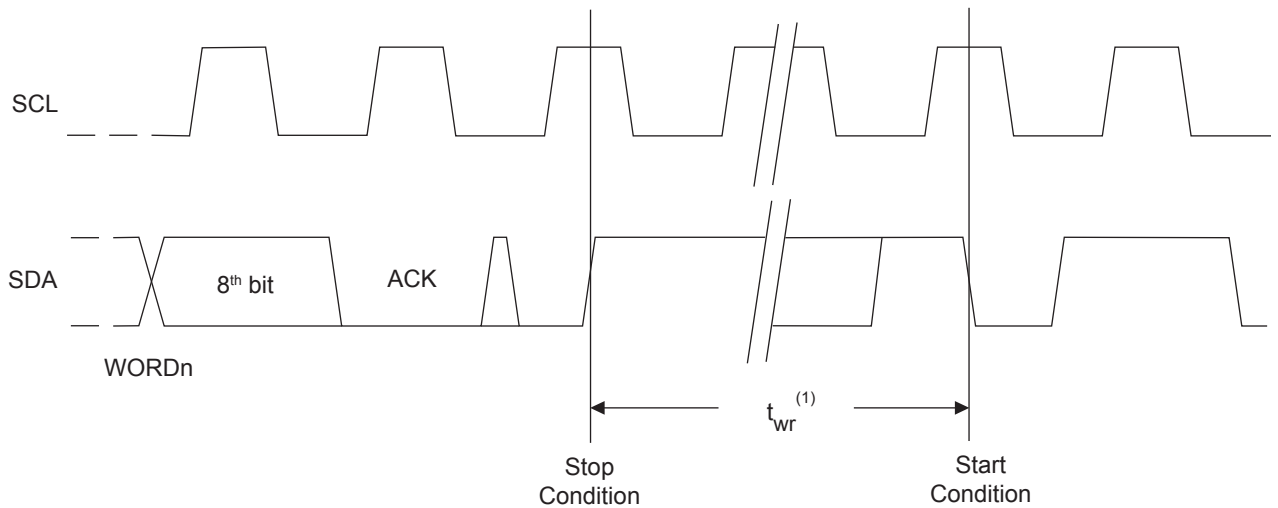 SCL
SDA
8th bit
ACK
WORDn
twr(1)
Stop
Condition
Start
Condition